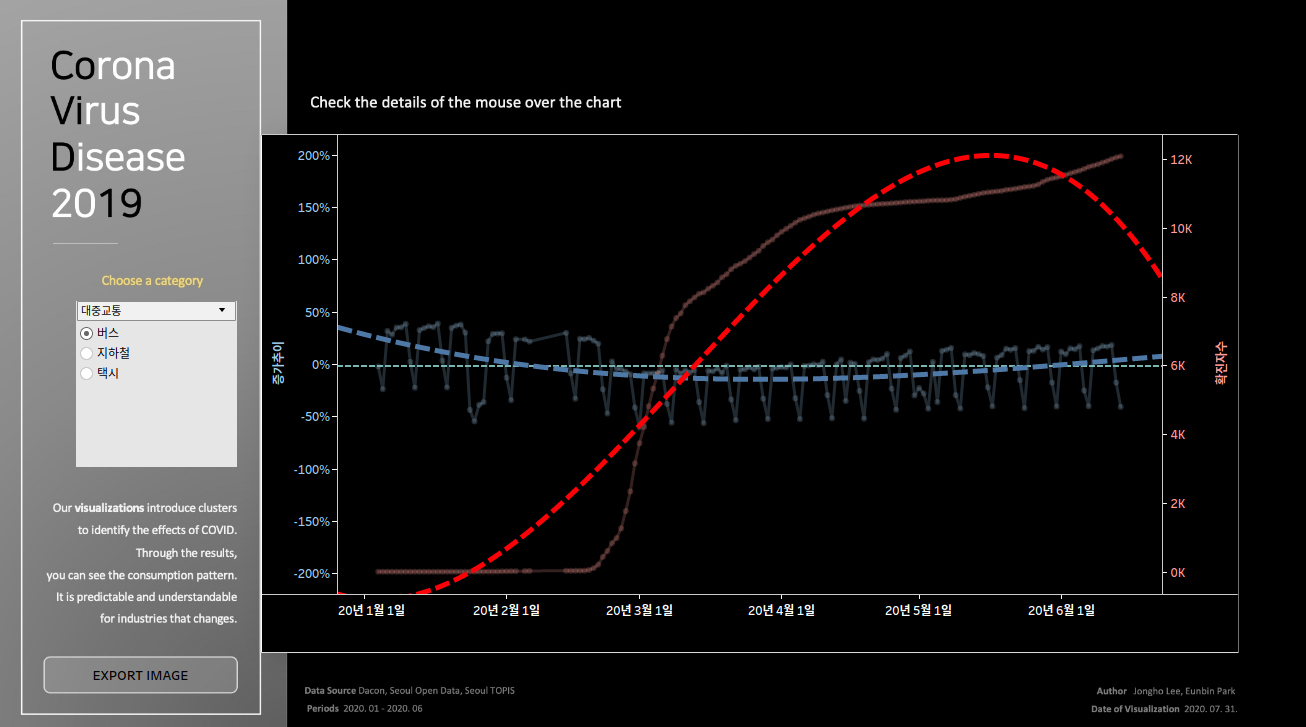 Corona
Virus
Disease
2019
Choose a category
대중교통
버스
지하철
택시
Our visualizations introduce clusters
to identify the effects of COVID.
Through the results,
you can see the consumption pattern.
It is predictable and understandable
for industries that changes.
EXPORT IMAGE
Check the details of the mouse over the chart
200%
150%
100%
50%
0%
-50%
-100%
-150%
-200%
증가추이
12K
10K
8K
6K
4K
2K
0K
확진자수
20년 1월 1일
20년 2월 1일
20년 3월 1일
20년 4월 1일
20년 5월 1일
20년 6월 1일
Data Source Dacon, Seoul Open Data, Seoul TOPIS
Periods 2020. 01 - 2020. 06
Author Jongho Lee, Eunbin Park
Date of Visualization 2020. 07. 31.